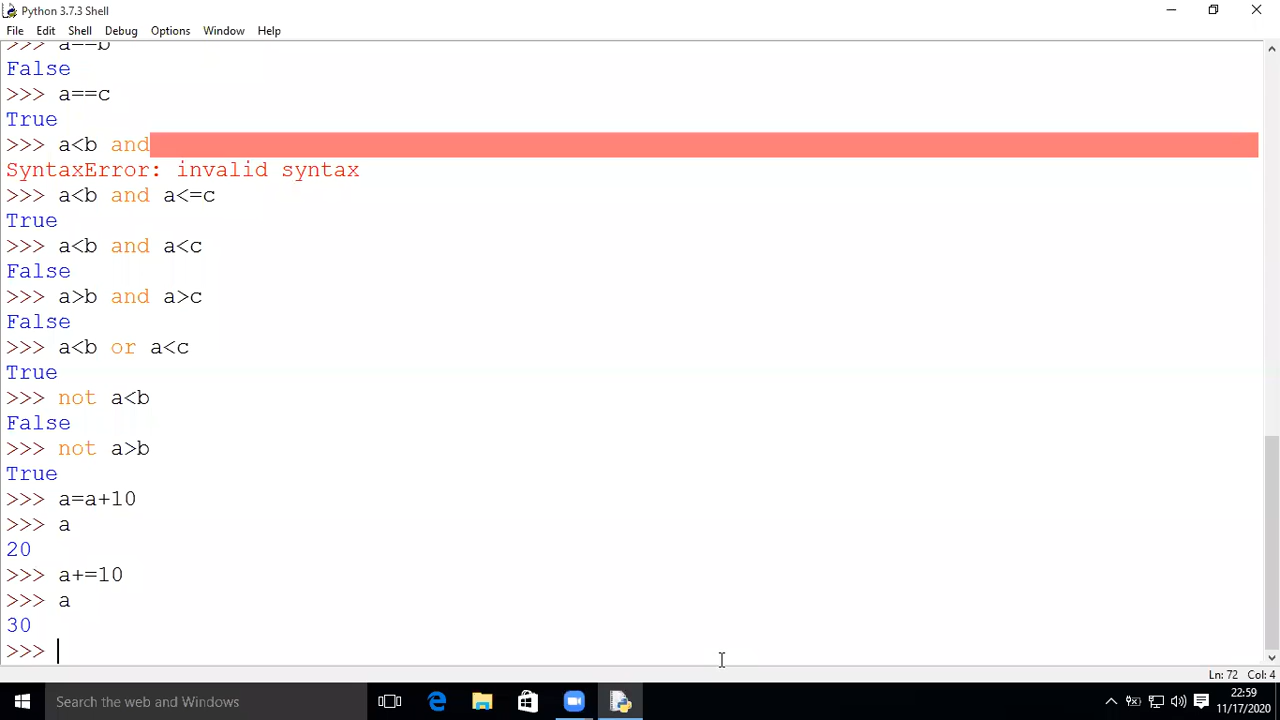 Python 3.7.3 Shell
File Edit Shell Debug Options Window Help
>>> a==b
False
>>> a==c
True
>>> a<b and
SyntaxError: invalid syntax
>>> a<b and a<=c
True
>>> a<b and a<c
False
>>> a>b and a>c
False
>>> a<b or a<c
True
>>> not a<b
False
>>> not a>b
True
>>> a=a+10
>>> a
20
>>> a+=10
>>> a
30
>>>
Ln: 72 Col: 4
Search the web and Windows
22:59
11/17/2020